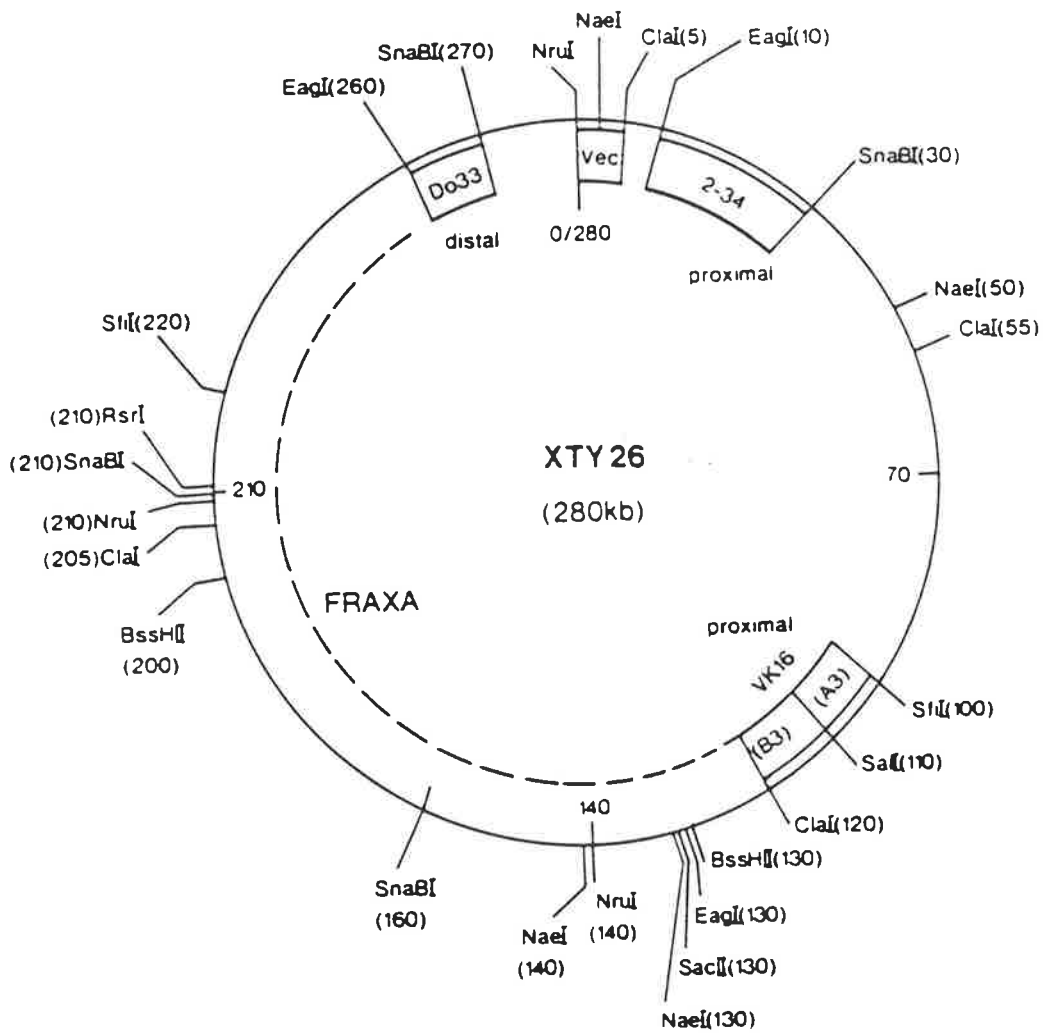 NaeI
NruI
ClaI(5)
EagI(10)
SnaBI(270)
EagI(260)
SnaBI(30)
Vec
Do33
2-34
distal
0/280
proximal
NaeI(50)
ClaI(55)
SfiI(220)
(210)RsrI
(210)SnaBI
210
(210)NruI
(205)ClaI
BssHII
(200)
XTY26
(280kb)
70
FRAXA
proximal
VK16
(A3)
(B3)
SfiI(100)
SalI(110)
ClaI(120)
140
BssHII(130)
EagI(130)
SacII(130)
NaeI(130)
NruI
(140)
NaeI
(140)
SnaBI
(160)